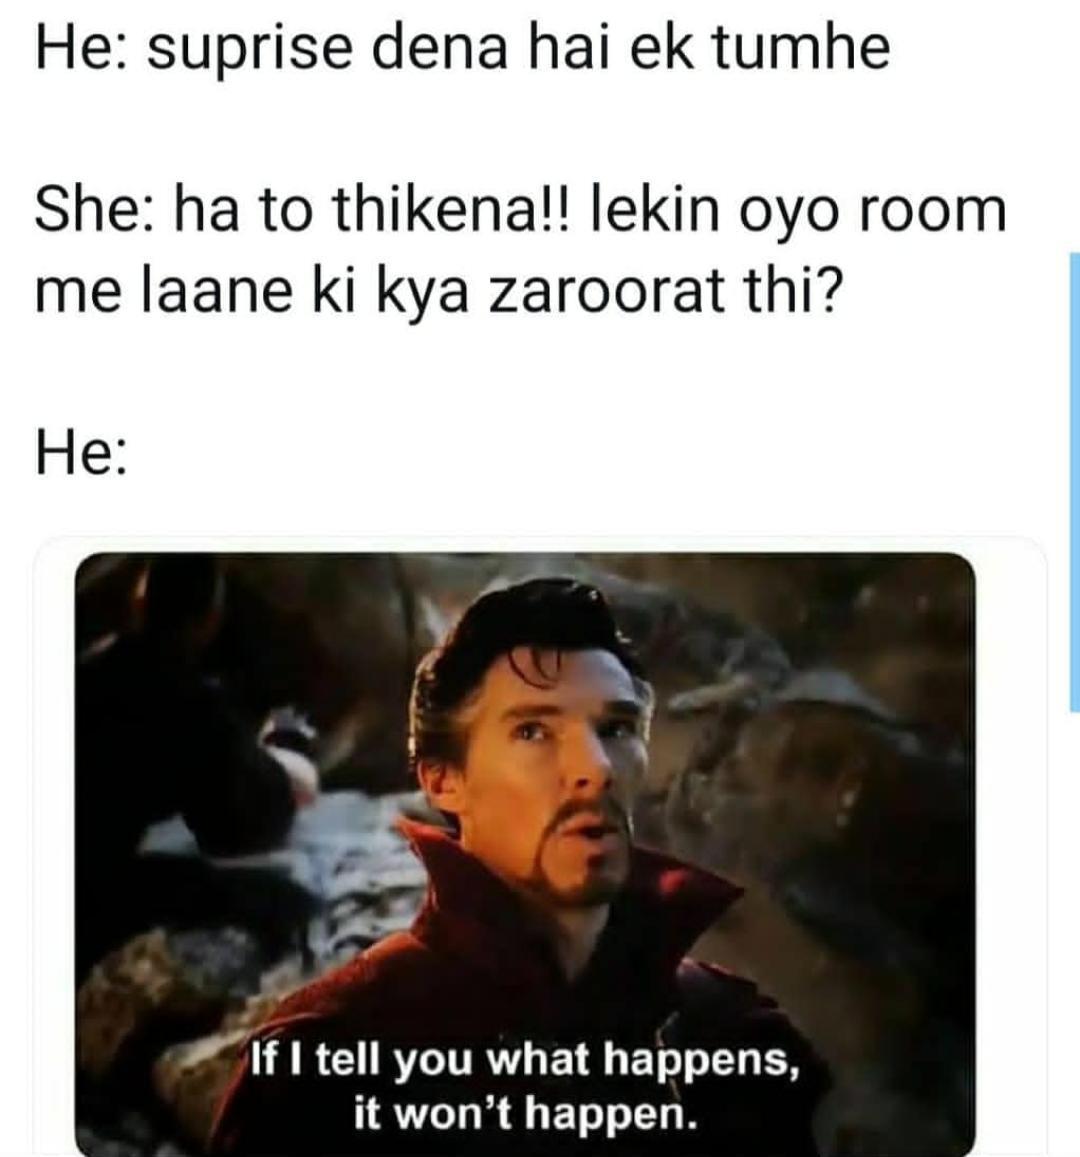 He: suprise dena hai ek tumhe
She: ha to thikena!! lekin oyo room
me laane ki kya zaroorat thi?
He:
If I tell you what happens,
it won't happen.